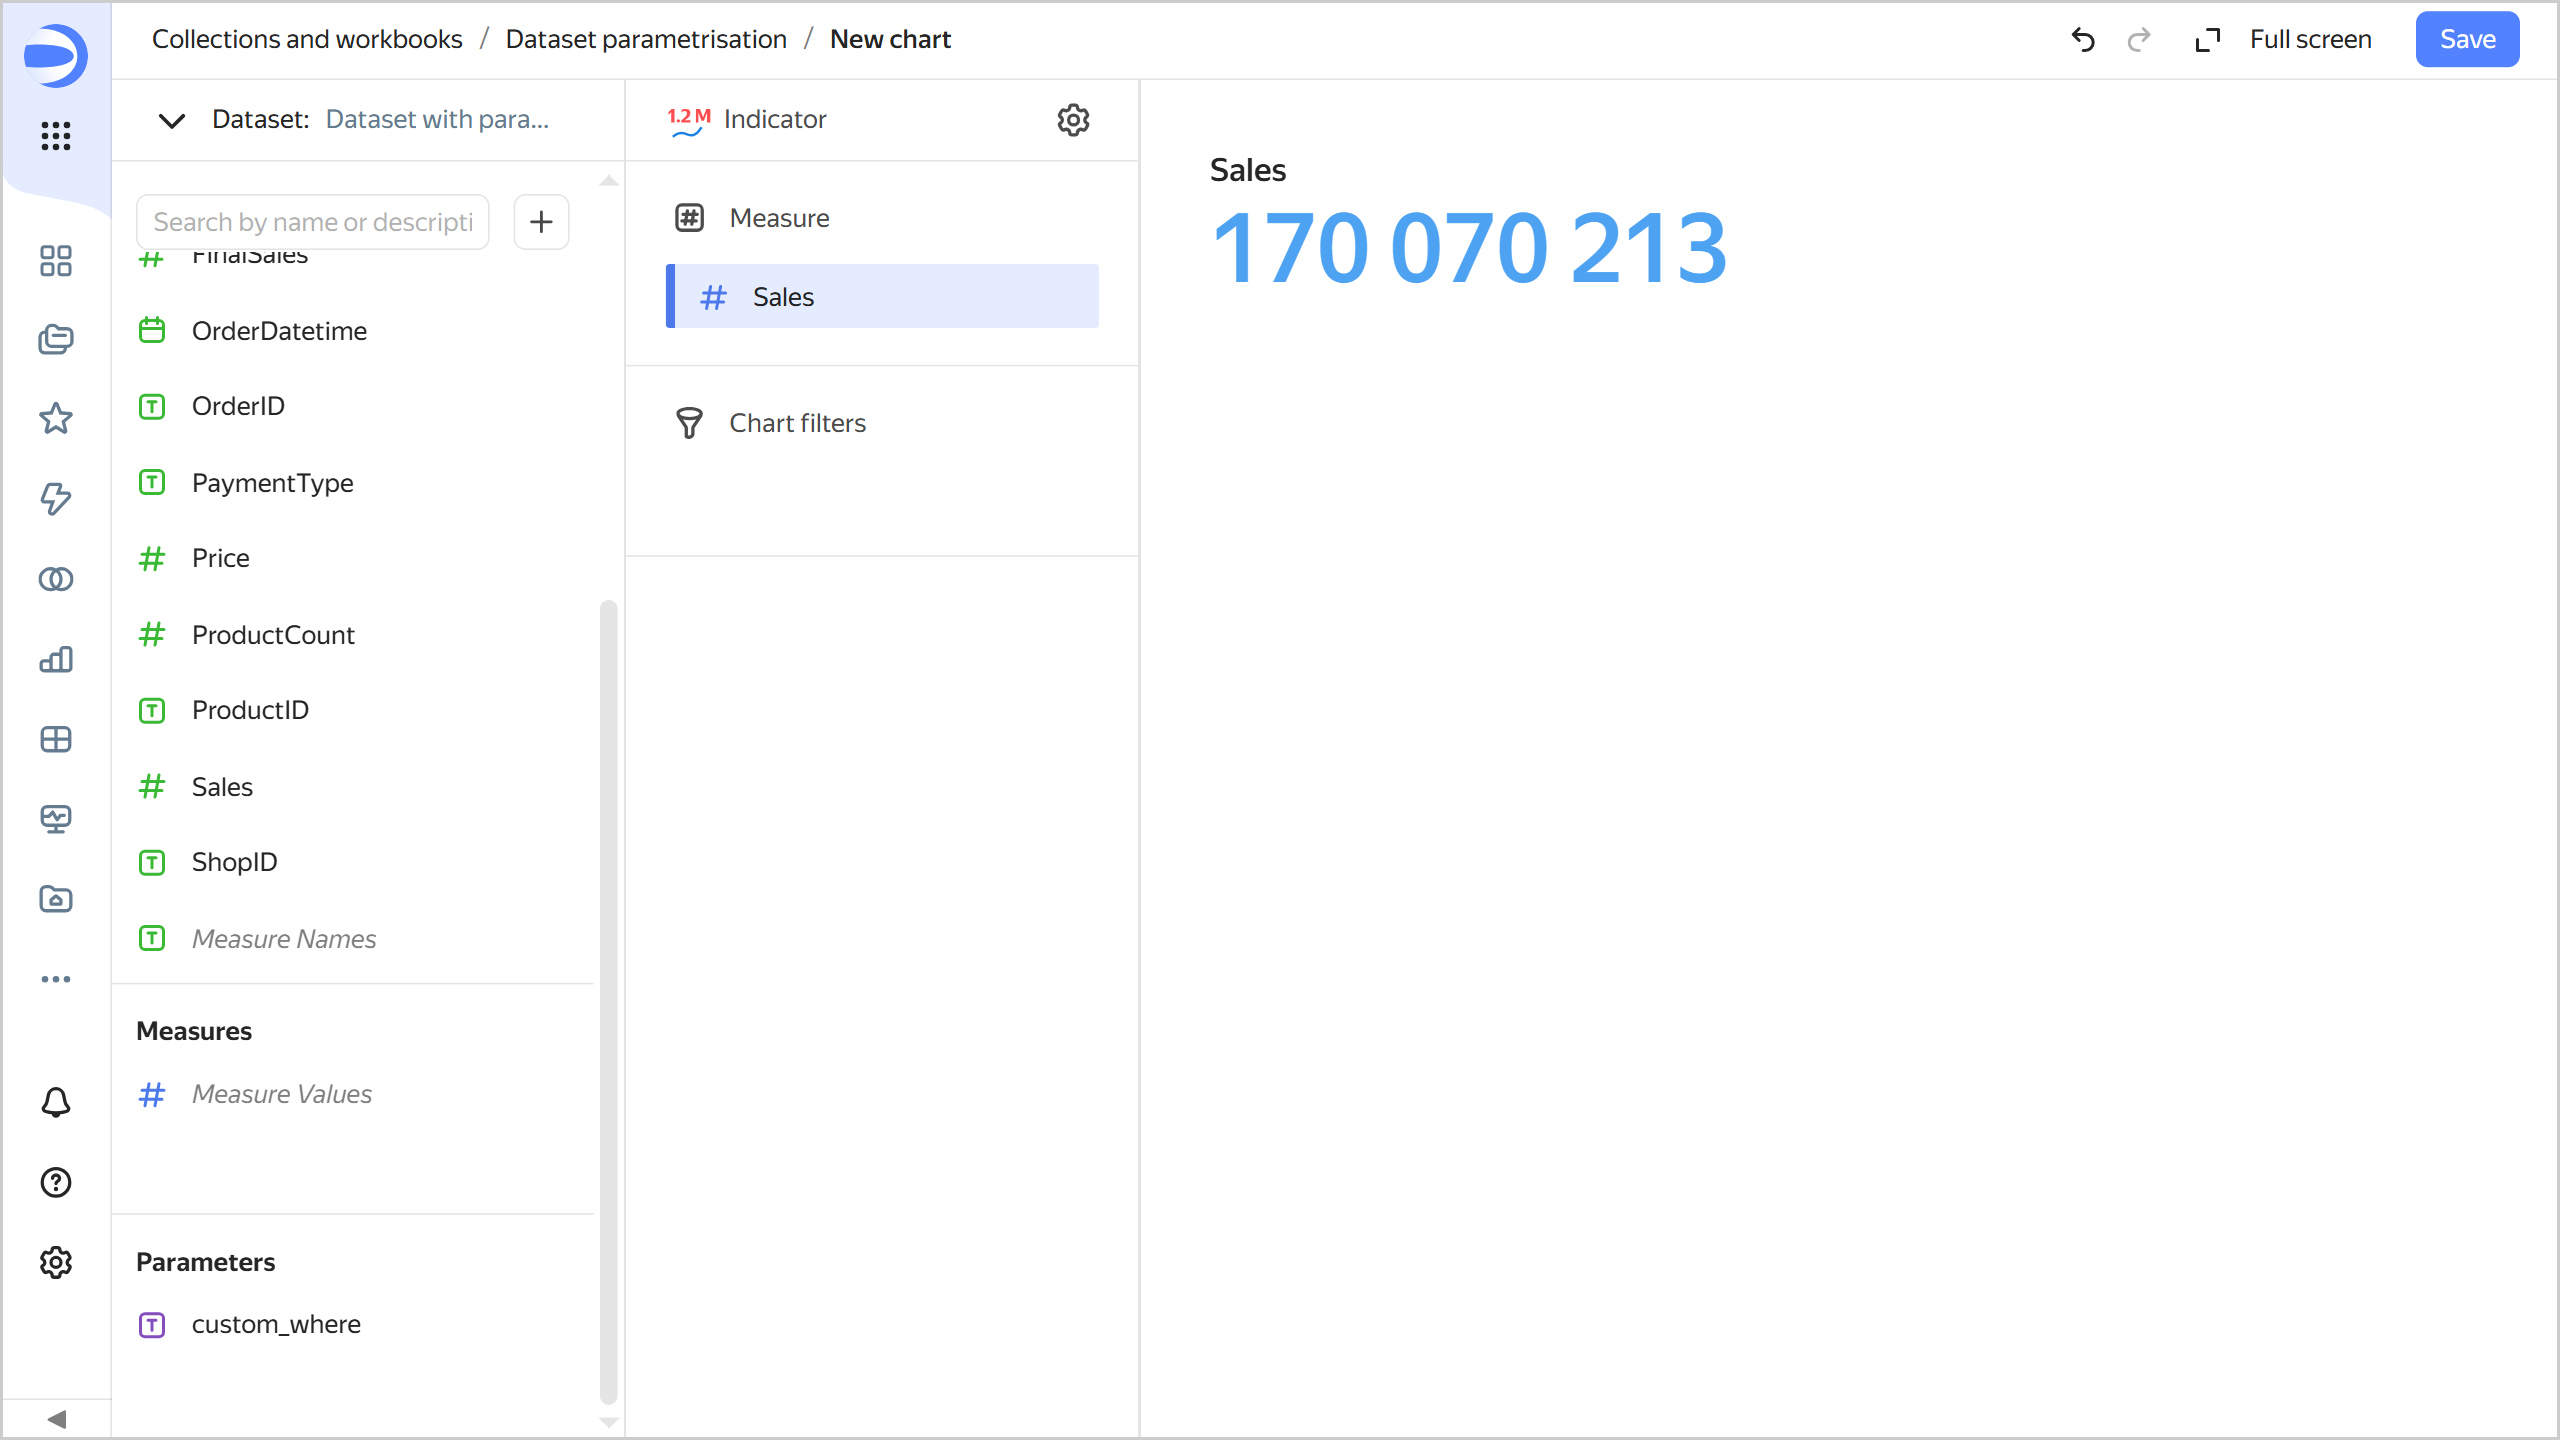 Collections and workbooks / Dataset parametrisation / New chart
Full screen
Save
Dataset: Dataset with para...
Search by name or descripti
FinalSales
OrderDatetime
OrderID
PaymentType
Price
ProductCount
ProductID
Sales
ShopID
Measure Names
Measures
Measure Values
Parameters
custom_where
1.2 M Indicator
Measure
Sales
Chart filters
Sales
170 070 213